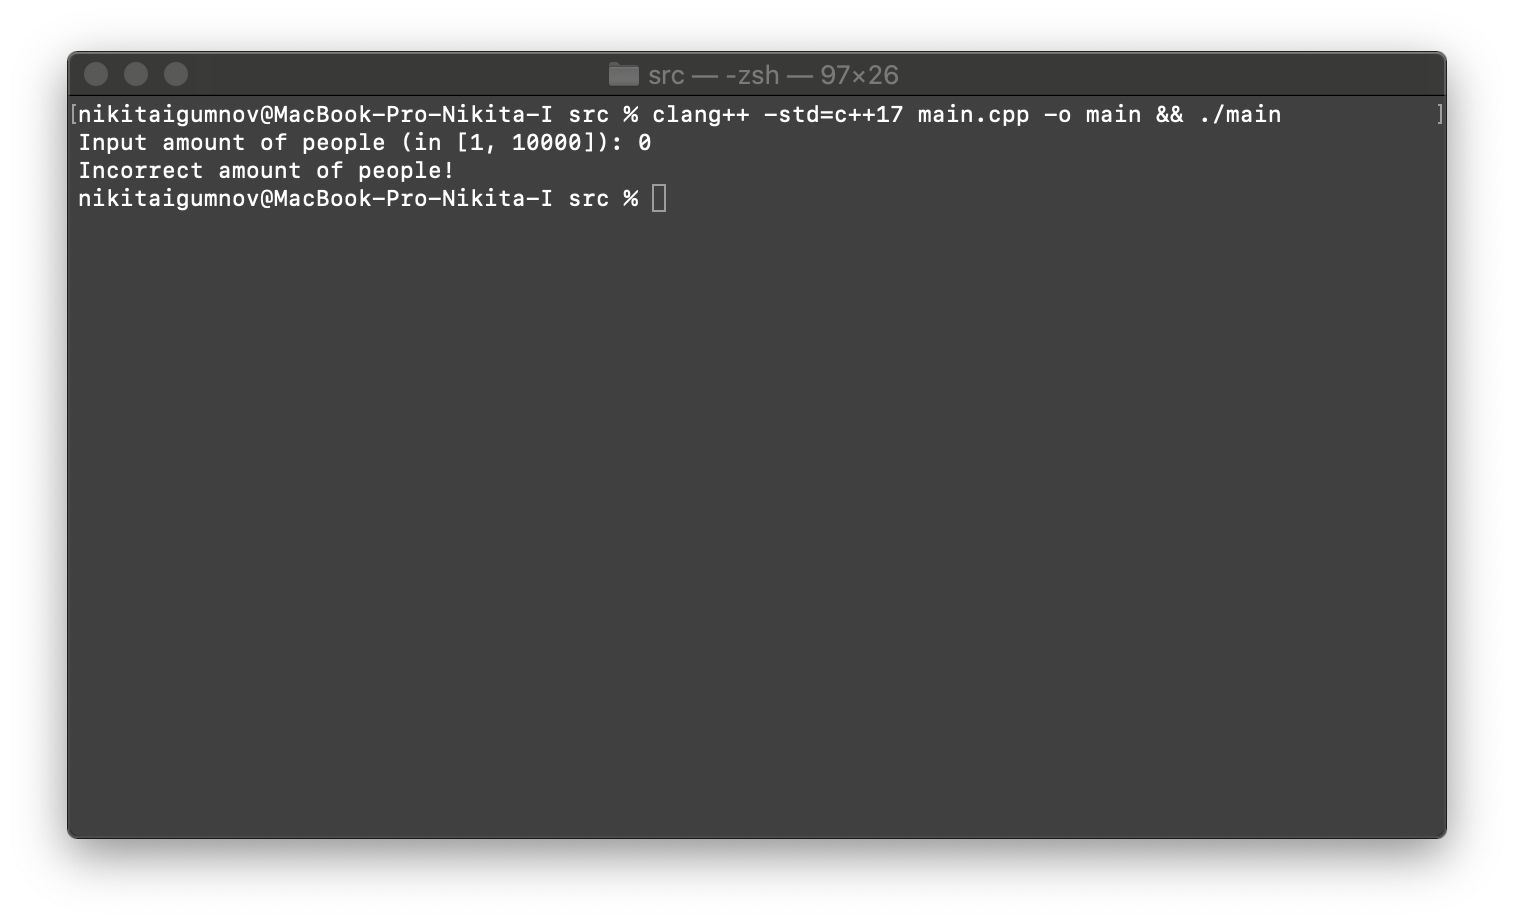 src — -zsh — 97×26
[nikitaigumnov@MacBook-Pro-Nikita-I src % clang++ -std=c++17 main.cpp -o main && ./main ]
Input amount of people (in [1, 10000]): 0
Incorrect amount of people!
nikitaigumnov@MacBook-Pro-Nikita-I src %